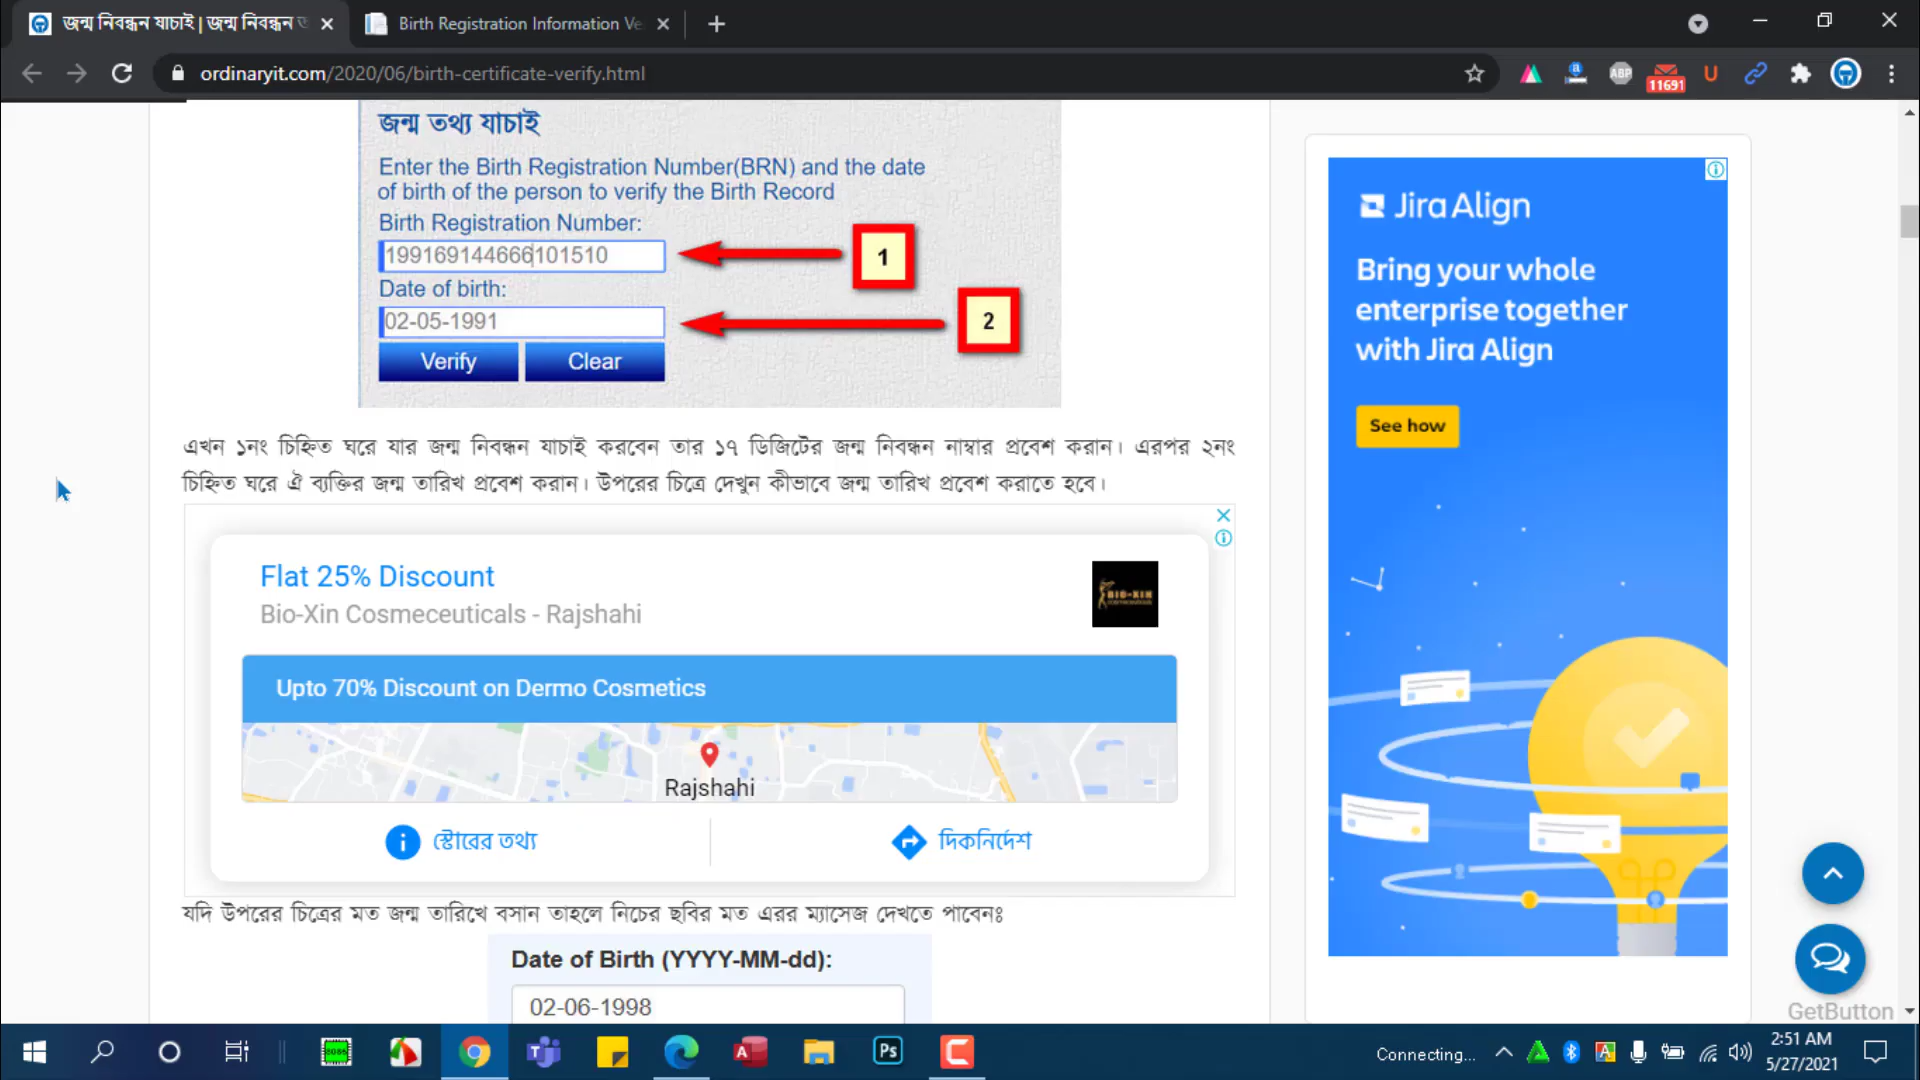 জন্ম নিবন্ধন যাচাই | জন্ম নিবন্ধন ত
Birth Registration Information Ve
ordinaryit.com/2020/06/birth-certificate-verify.html
ABP
11691
U
জন্ম তথ্য যাচাই
Enter the Birth Registration Number(BRN) and the date
of birth of the person to verify the Birth Record
Birth Registration Number:
199169144666101510
1
Date of birth:
02-05-1991
2
Verify
Clear
এখন ১নং চিহ্নিত ঘরে যার জন্ম নিবন্ধন যাচাই করবেন তার ১৭ ডিজিটের জন্ম নিবন্ধন নাম্বার প্রবেশ করান। এরপর ২নং
চিহ্নিত ঘরে ঐ ব্যক্তির জন্ম তারিখ প্রবেশ করান। উপরের চিত্রে দেখুন কীভাবে জন্ম তারিখ প্রবেশ করাতে হবে।
Flat 25% Discount
Bio-Xin Cosmeceuticals - Rajshahi
BIO-XIN
Upto 70% Discount on Dermo Cosmetics
Rajshahi
স্টোরের তথ্য
দিকনির্দেশ
যদি উপরের চিত্রের মত জন্ম তারিখে বসান তাহলে নিচের ছবির মত এরর ম্যাসেজ দেখতে পাবেনঃ
Date of Birth (YYYY-MM-dd):
02-06-1998
Jira Align
Bring your whole
enterprise together
with Jira Align
See how
GetButton
8086
Ps
Connecting...
2:51 AM
5/27/2021